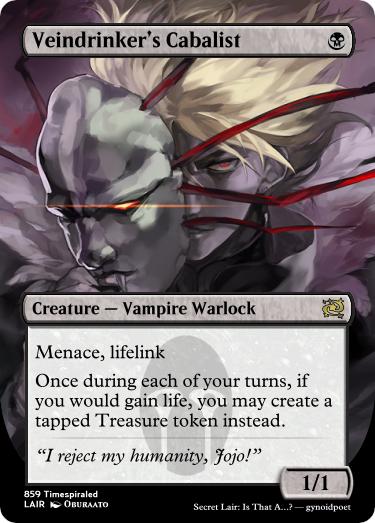 Veindrinker's Cabalist
Creature — Vampire Warlock
Menace, lifelink
Once during each of your turns, if
you would gain life, you may create a
tapped Treasure token instead.
“I reject my humanity, Jojo!”
1/1
859 Timespiraled
LAIR Oburaato
Secret Lair: Is That A...? — gynoidpoet